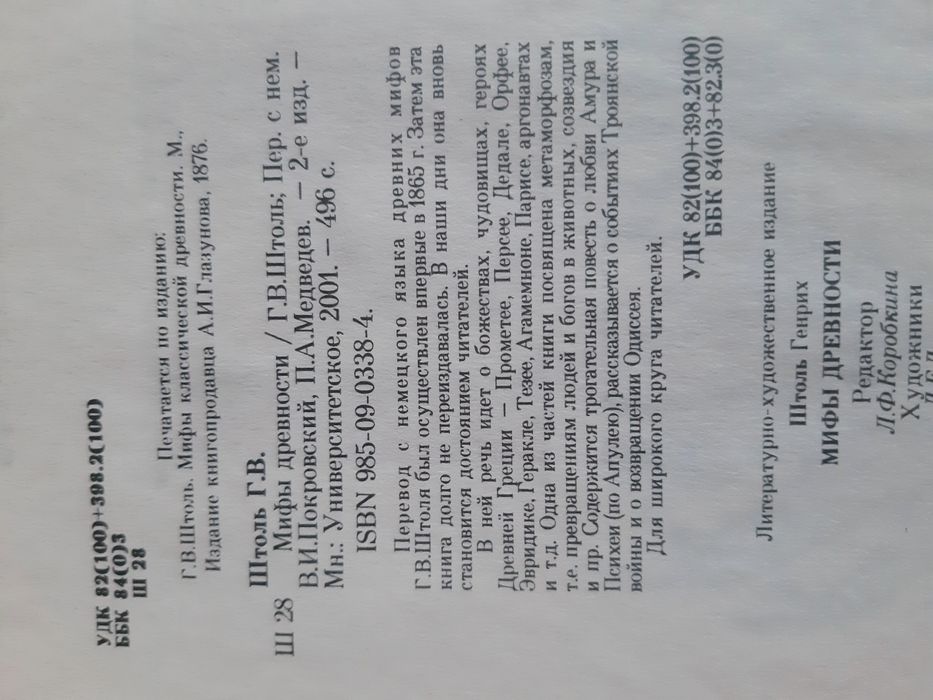 УДК 82(100)+398.2(100)
ББК 84(0)3
Ш 28
Печатается по изданию:
Г.В.Штоль. Мифы классической древности. М.,
Издание книгопродавца А.И.Глазунова, 1876.
Штоль Г.В.
Ш 28 Мифы древности / Г.В.Штоль; Пер. с нем.
В.И.Покровский, П.А.Медведев. – 2-е изд. –
Мн.: Университетское, 2001. – 496 с.
ISBN 985-09-0338-4.
Перевод с немецкого языка древних мифов
Г.В.Штоля был осуществлен впервые в 1865 г. Затем эта
книга долго не переиздавалась. В наши дни она вновь
становится достоянием читателей.
В ней речь идет о божествах, чудовищах, героях
Древней Греции – Прометее, Персее, Дедале, Орфее,
Эвридике, Геракле, Тезее, Агамемноне, Парисе, аргонавтах
и т.д. Одна из частей книги посвящена метаморфозам,
т.е. превращениям людей и богов в животных, созвездия
и пр. Содержится трогательная повесть о любви Амура и
Психеи (по Апулею), рассказывается о событиях Троянской
войны и о возвращении Одиссея.
Для широкого круга читателей.
УДК 82(100)+398.2(100)
ББК 84(0)3+82.3(0)
Литературно-художественное издание
Штоль Генрих
МИФЫ ДРЕВНОСТИ
Редактор
Л.Ф.Коробкина
Художники